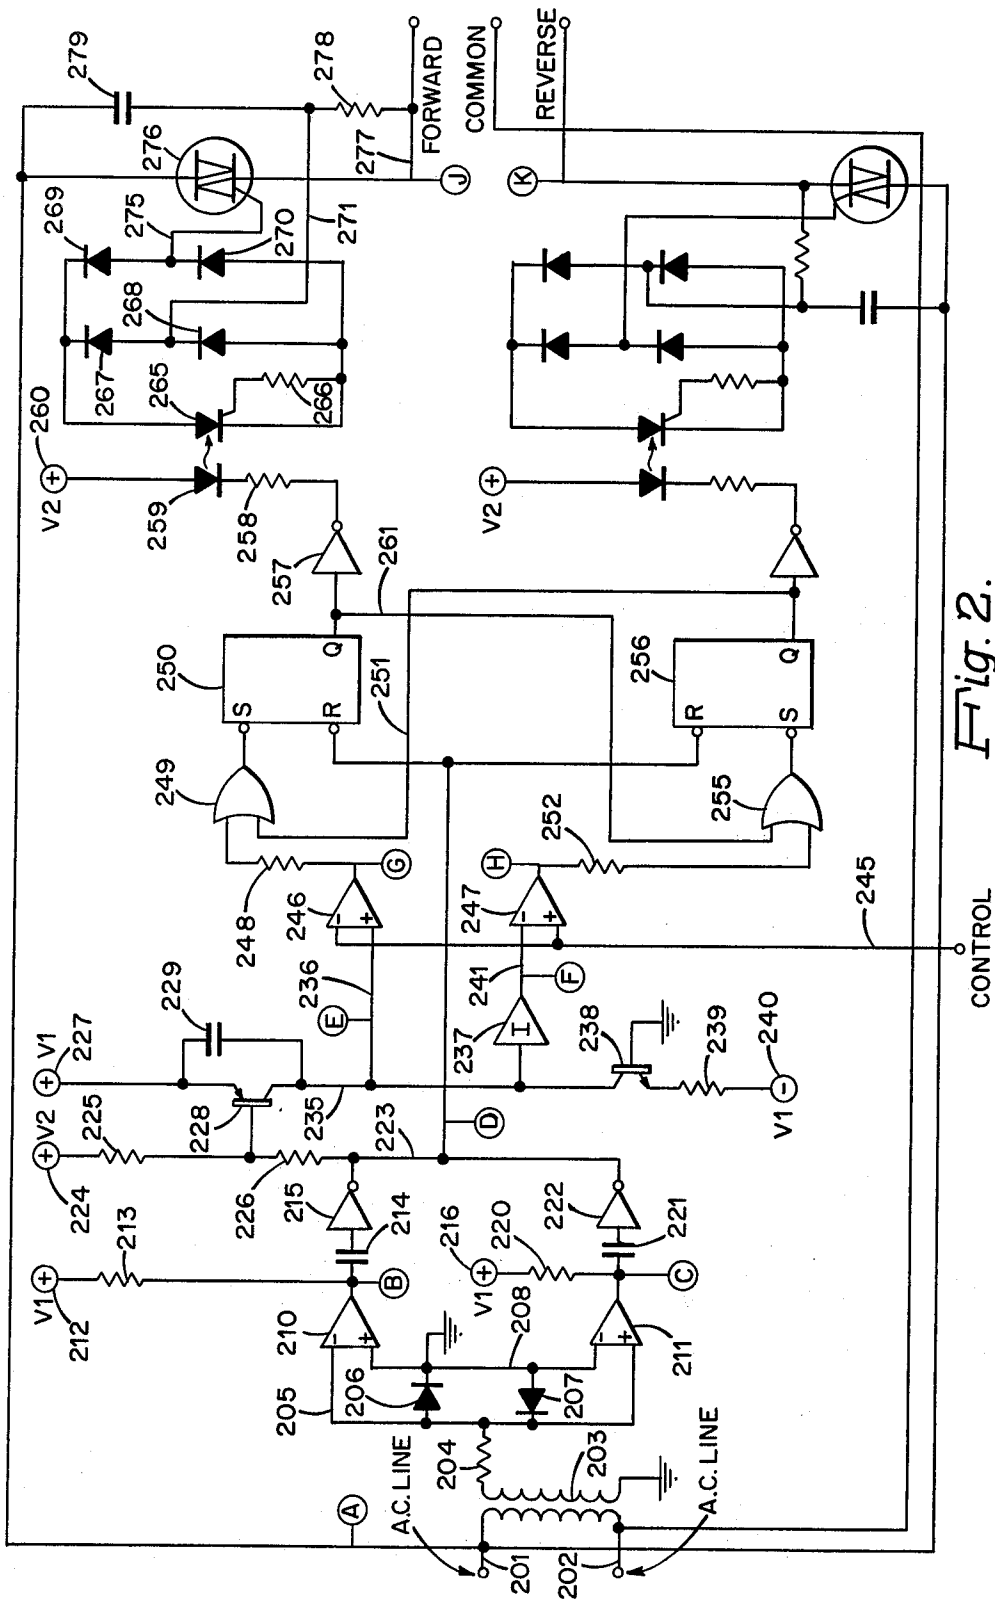 279
276
269
275
278
FORWARD
COMMON
REVERSE
277
J
K
270
271
268
267
265
266
260
V2
+
259
258
257
261
V2
+
250
S
R
Q
251
256
R
S
Q
249
248
255
252
G
H
246
-
+
247
-
+
245
CONTROL
229
V1
227
+
228
236
E
241
F
237
I
238
239
240
V1
-
235
V2
224
+
225
226
223
D
215
214
222
221
213
V1
212
+
216
V1
+
220
B
C
210
-
+
208
211
-
+
205
206
207
204
203
A
A.C. LINE
201
202
A.C. LINE
Fig. 2.